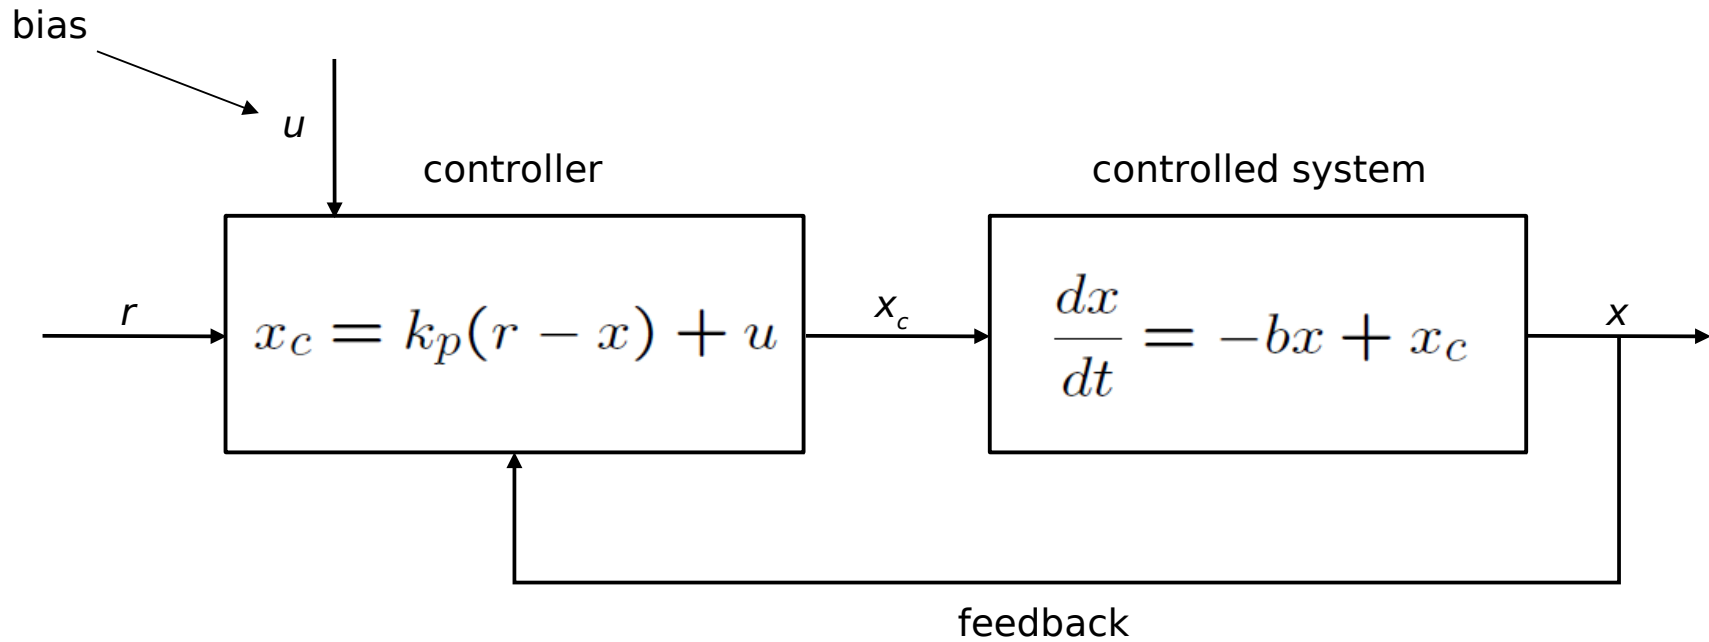 bias
u
controller
controlled system
r
x_c = k_p(r − x) + u
x_c
dx/dt = −bx + x_c
x
feedback